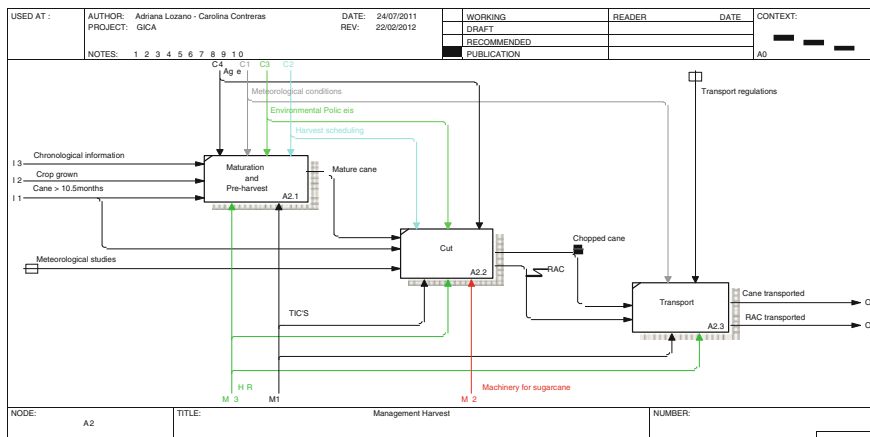 USED AT :
AUTHOR: Adriana Lozano - Carolina Contreras
DATE: 24/07/2011
PROJECT: GICA
REV: 22/02/2012
NOTES: 1 2 3 4 5 6 7 8 9 10
WORKING
DRAFT
RECOMMENDED
PUBLICATION
READER DATE
CONTEXT:
A0
C4 C1 C3 C2
Ag e
Meteorological conditions
Transport regulations
Environmental Polic eis
Harvest scheduling
I 3 Chronological information
I 2 Crop grown
I 1 Cane > 10.5months
Maturation
and
Pre-harvest
A2.1
Mature cane
Meteorological studies
Cut
A2.2
Chopped cane
RAC
Transport
A2.3
Cane transported
RAC transported
O
O
TIC'S
H R
M 3
M1
M 2
Machinery for sugarcane
NODE:
A2
TITLE:
Management Harvest
NUMBER: